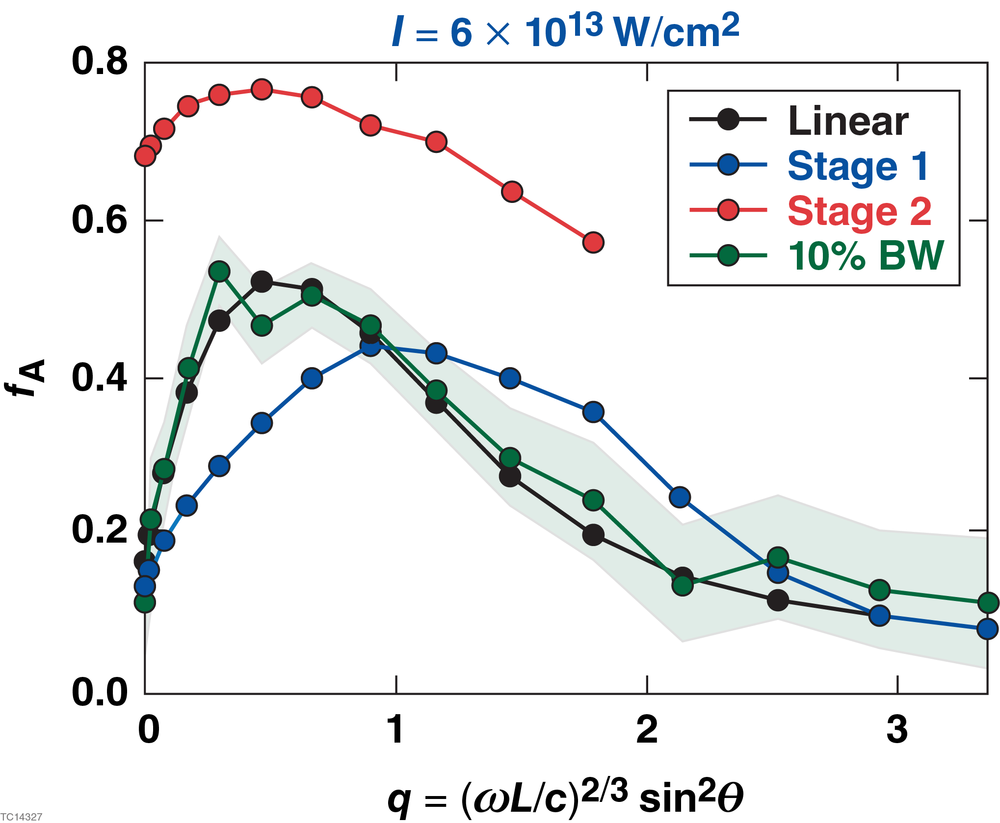 I = 6 × 10¹³ W/cm²
0.8
0.6
0.4
0.2
0.0
fA
Linear
Stage 1
Stage 2
10% BW
0 1 2 3
q = (ωL/c)²/³ sin²θ
TC14327